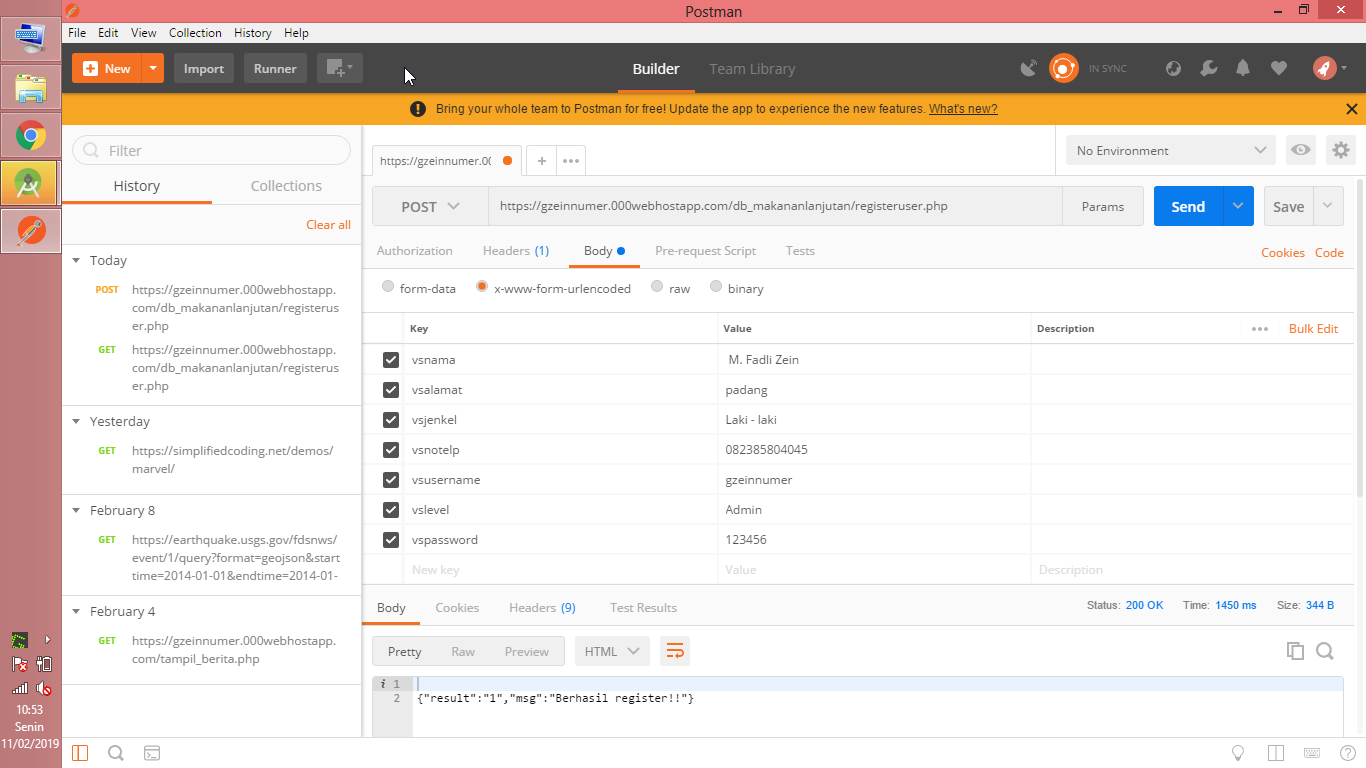 Postman
File Edit View Collection History Help
New Import Runner Builder Team Library IN SYNC
Bring your whole team to Postman for free! Update the app to experience the new features. What's new?
Filter
History Collections
Clear all
Today
POST https://gzeinnumer.000webhostapp.
com/db_makananlanjutan/registerus
er.php
GET https://gzeinnumer.000webhostapp.
com/db_makananlanjutan/registerus
er.php
Yesterday
GET https://simplifiedcoding.net/demos/
marvel/
February 8
GET https://earthquake.usgs.gov/fdsnws/
event/1/query?format=geojson&start
time=2014-01-01&endtime=2014-01-
February 4
GET https://gzeinnumer.000webhostapp.
com/tampil_berita.php
https://gzeinnumer.00
No Environment
POST https://gzeinnumer.000webhostapp.com/db_makananlanjutan/registeruser.php Params Send Save
Authorization Headers (1) Body Pre-request Script Tests Cookies Code
form-data x-www-form-urlencoded raw binary
Key Value Description Bulk Edit
vsnama M. Fadli Zein
vsalamat padang
vsjenkel Laki - laki
vsnotelp 082385804045
vsusername gzeinnumer
vslevel Admin
vspassword 123456
New key Value Description
Body Cookies Headers (9) Test Results Status: 200 OK Time: 1450 ms Size: 344 B
Pretty Raw Preview HTML
i 1
2 {"result":"1","msg":"Berhasil register!!"}
10:53
Senin
11/02/2019